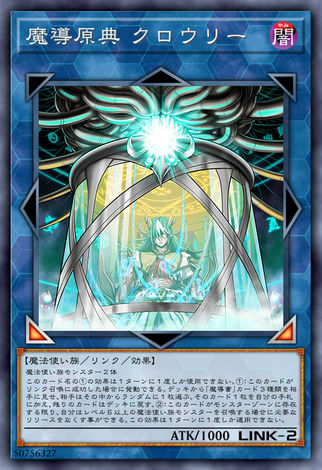 魔導原典 クロウリー
やみ
闇
【魔法使い族／リンク／効果】
魔法使い族モンスター２体
このカード名の①の効果は１ターンに１度しか使用できない。①：このカードが
リンク召喚に成功した場合に発動できる。デッキから「魔導書」カード３種類を相
手に見せ、相手はその中からランダムに１枚選ぶ。そのカード１枚を自分の手札
に加え、残りのカードはデッキに戻す。②：このカードがモンスターゾーンに存在
する限り、自分はレベル５以上の魔法使い族モンスターを召喚する場合に必要な
リリースをなくす事ができる。この効果は１ターンに１度しか適用できない。
ATK/1000 LINK-2
50756327